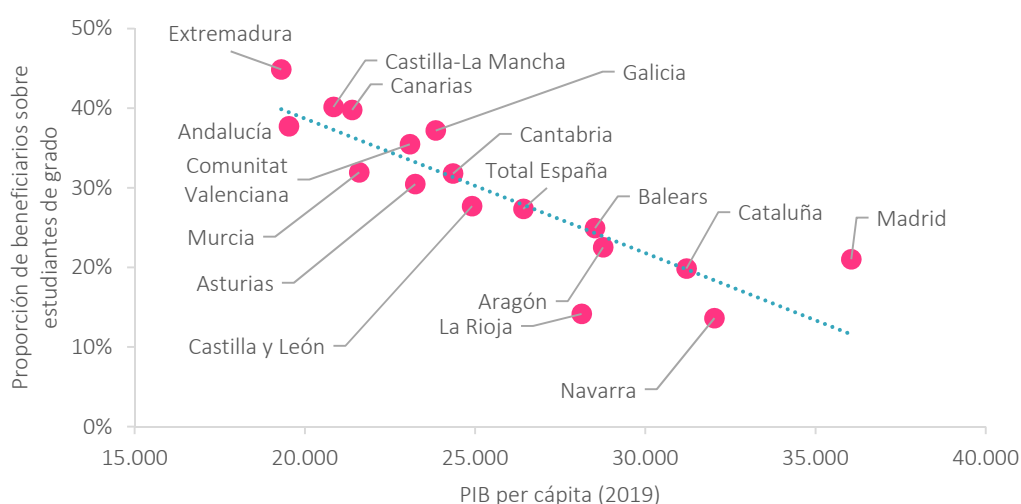 50%
40%
30%
20%
10%
0%
Proporción de beneficiarios sobre
estudiantes de grado
Extremadura
Castilla-La Mancha
Galicia
Canarias
Andalucía
Cantabria
Comunitat
Valenciana
Total España
Balears
Cataluña
Madrid
Murcia
Asturias
Aragón
La Rioja
Castilla y León
Navarra
15.000
20.000
25.000
30.000
35.000
40.000
PIB per cápita (2019)